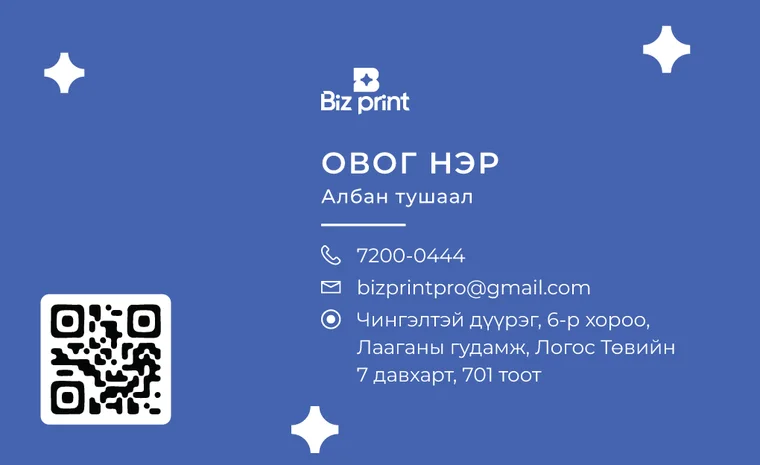 Biz print
ОВОГ НЭР
Албан тушаал
7200-0444
bizprintpro@gmail.com
Чингэлтэй дүүрэг, 6-р хороо,
Лааганы гудамж, Логос Төвийн
7 давхарт, 701 тоот